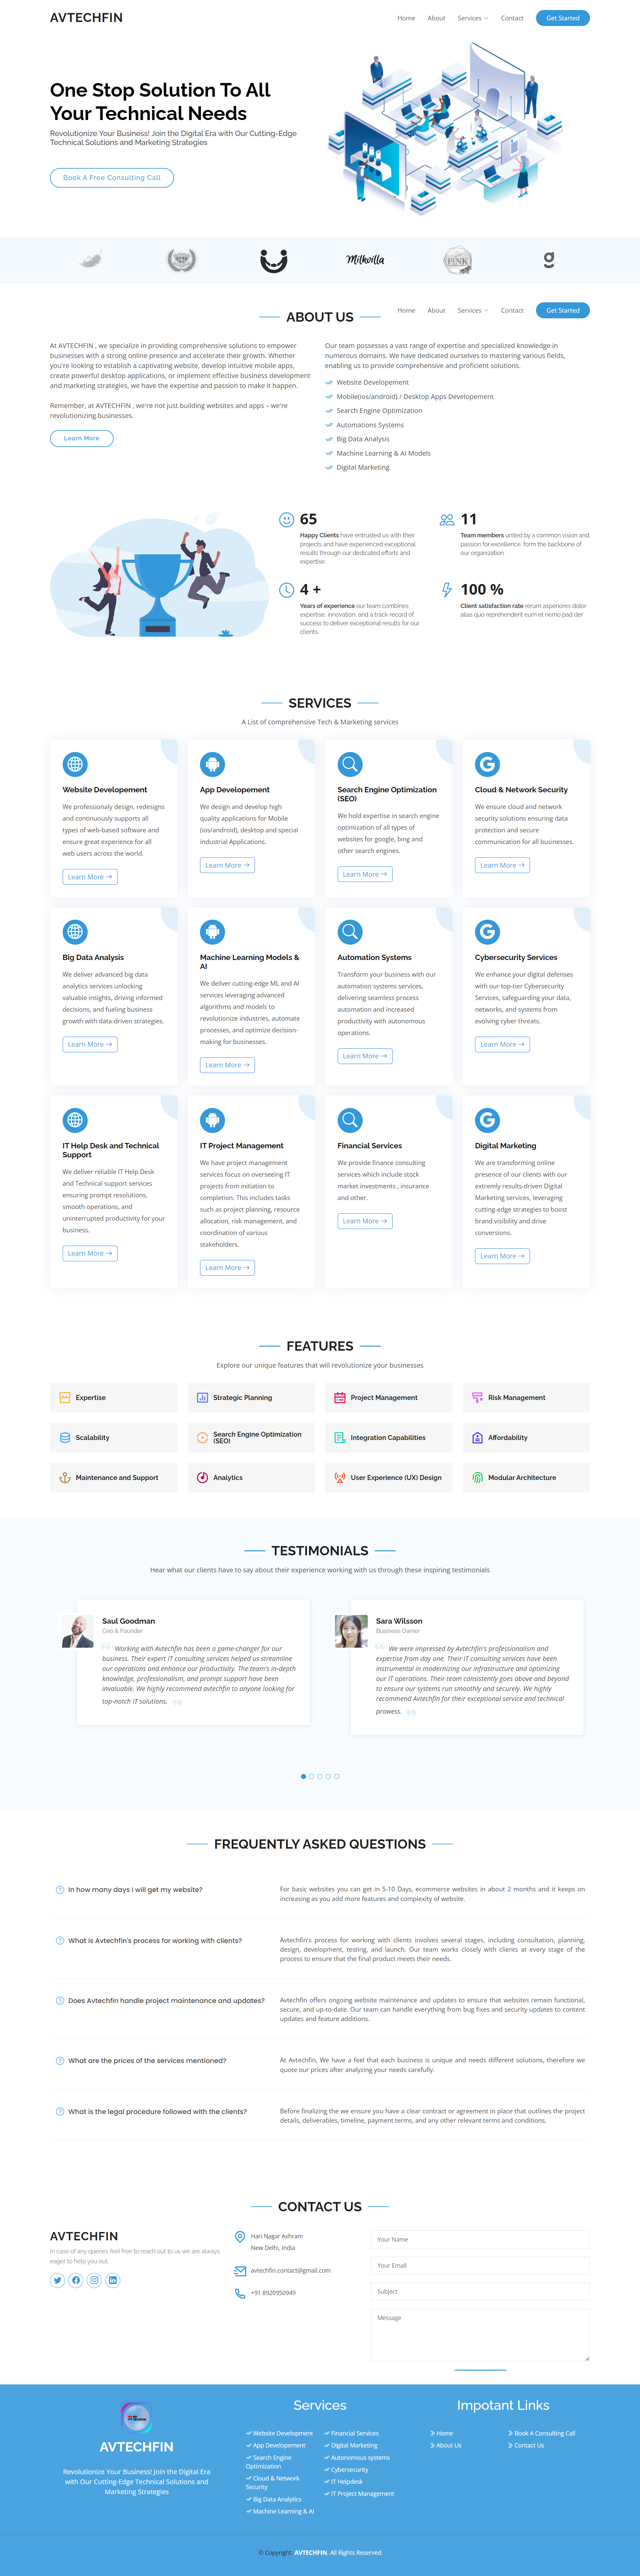 AVTECHFIN
Home
About
Services
Contact
Get Started
One Stop Solution To All
Your Technical Needs
Revolutionize Your Business! Join the Digital Era with Our Cutting-Edge
Technical Solutions and Marketing Strategies
Book A Free Consulting Call
Milkvilla
PINK
g
Home
About
Services
Contact
Get Started
ABOUT US
At AVTECHFIN , we specialize in providing comprehensive solutions to empower
businesses with a strong online presence and accelerate their growth. Whether
you're looking to establish a captivating website, develop intuitive mobile apps,
create powerful desktop applications, or implement effective business development
and marketing strategies, we have the expertise and passion to make it happen.
Remember, at AVTECHFIN , we're not just building websites and apps – we're
revolutionizing businesses.
Learn More
Our team possesses a vast range of expertise and specialized knowledge in
numerous domains. We have dedicated ourselves to mastering various fields,
enabling us to provide comprehensive and proficient solutions.
Website Developement
Mobile(ios/android) / Desktop Apps Developement
Search Engine Optimization
Automations Systems
Big Data Analysis
Machine Learning & AI Models
Digital Marketing
65
Happy Clients have entrusted us with their
projects and have experienced exceptional
results through our dedicated efforts and
expertise.
11
Team members united by a common vision and
passion for excellence, form the backbone of
our organization.
4 +
Years of experience our team combines
expertise, innovation, and a track record of
success to deliver exceptional results for our
clients.
100 %
Client satisfaction rate rerum asperiores dolor
alias quo reprehenderit eum et nemo pad der
SERVICES
A List of comprehensive Tech & Marketing services
Website Developement
We professionaly design, redesigns
and continuously supports all
types of web-based software and
ensure great experience for all
web users across the world.
Learn More →
App Developement
We design and develop high
quality applications for Mobile
(ios/android), desktop and special
industrial Applications.
Learn More →
Search Engine Optimization
(SEO)
We hold expertise in search engine
optimization of all types of
websites for google, bing and
other search engines.
Learn More →
Cloud & Network Security
We ensure cloud and network
security solutions ensuring data
protection and secure
communication for all businesses.
Learn More →
Big Data Analysis
We deliver advanced big data
analytics services unlocking
valuable insights, driving informed
decisions, and fueling business
growth with data-driven strategies.
Learn More →
Machine Learning Models &
AI
We deliver cutting-edge ML and AI
services leveraging advanced
algorithms and models to
revolutionize industries, automate
processes, and optimize decision-
making for businesses.
Learn More →
Automation Systems
Transform your business with our
automation systems services,
delivering seamless process
automation and increased
productivity with autonomous
operations.
Learn More →
Cybersecurity Services
We enhance your digital defenses
with our top-tier Cybersecurity
Services, safeguarding your data,
networks, and systems from
evolving cyber threats.
Learn More →
IT Help Desk and Technical
Support
We deliver reliable IT Help Desk
and Technical support services
ensuring prompt resolutions,
smooth operations, and
uninterrupted productivity for your
business.
Learn More →
IT Project Management
We have project management
services focus on overseeing IT
projects from initiation to
completion. This includes tasks
such as project planning, resource
allocation, risk management, and
coordination of various
stakeholders.
Learn More →
Financial Services
We provide finance consulting
services which include stock
market investments , insurance
and other.
Learn More →
Digital Marketing
We are transforming online
presence of our clients with our
extremly results-driven Digital
Marketing services, leveraging
cutting-edge strategies to boost
brand visibility and drive
conversions.
Learn More →
FEATURES
Explore our unique features that will revolutionize your businesses
Expertise
Strategic Planning
Project Management
Risk Management
Scalability
Search Engine Optimization
(SEO)
Integration Capabilities
Affordability
Maintenance and Support
Analytics
User Experience (UX) Design
Modular Architecture
TESTIMONIALS
Hear what our clients have to say about their experience working with us through these inspiring testimonials
Saul Goodman
Ceo & Founder
Working with Avtechfin has been a game-changer for our
business. Their expert IT consulting services helped us streamline
our operations and enhance our productivity. The team's in-depth
knowledge, professionalism, and prompt support have been
invaluable. We highly recommend avtechfin to anyone looking for
top-notch IT solutions.
Sara Wilsson
Business Owner
We were impressed by Avtechfin's professionalism and
expertise from day one. Their IT consulting services have been
instrumental in modernizing our infrastructure and optimizing
our IT operations. Their team consistently goes above and beyond
to ensure our systems run smoothly and securely. We highly
recommend Avtechfin for their exceptional service and technical
prowess.
FREQUENTLY ASKED QUESTIONS
In how many days I will get my website?
For basic websites you can get in 5-10 Days, ecommerce websites in about 2 months and it keeps on
increasing as you add more features and complexity of website.
What is Avtechfin's process for working with clients?
Avtechfin's process for working with clients involves several stages, including consultation, planning,
design, development, testing, and launch. Our team works closely with clients at every stage of the
process to ensure that the final product meets their needs.
Does Avtechfin handle project maintenance and updates?
Avtechfin offers ongoing website maintenance and updates to ensure that websites remain functional,
secure, and up-to-date. Our team can handle everything from bug fixes and security updates to content
updates and feature additions.
What are the prices of the services mentioned?
At Avtechfin, We have a feel that each business is unique and needs different solutions, therefore we
quote our prices after analyzing your needs carefully.
What is the legal procedure followed with the clients?
Before finalizing the we ensure you have a clear contract or agreement in place that outlines the project
details, deliverables, timeline, payment terms, and any other relevant terms and conditions.
CONTACT US
AVTECHFIN
In case of any queries feel free to reach out to us we are always
eager to help you out.
Hari Nagar Ashram
New Delhi, India
avtechfin.contact@gmail.com
+91 8920950949
Your Name
Your Email
Subject
Message
AVTECHFIN
Revolutionize Your Business! Join the Digital Era
with Our Cutting-Edge Technical Solutions and
Marketing Strategies
Services
Website Development
App Developement
Search Engine
Optimization
Cloud & Network
Security
Big Data Analytics
Machine Learning & AI
Financial Services
Digital Marketing
Autonomous systems
Cybersecurity
IT Helpdesk
IT Project Management
Impotant Links
Home
About Us
Book A Consulting Call
Contact Us
© Copyright: AVTECHFIN. All Rights Reserved